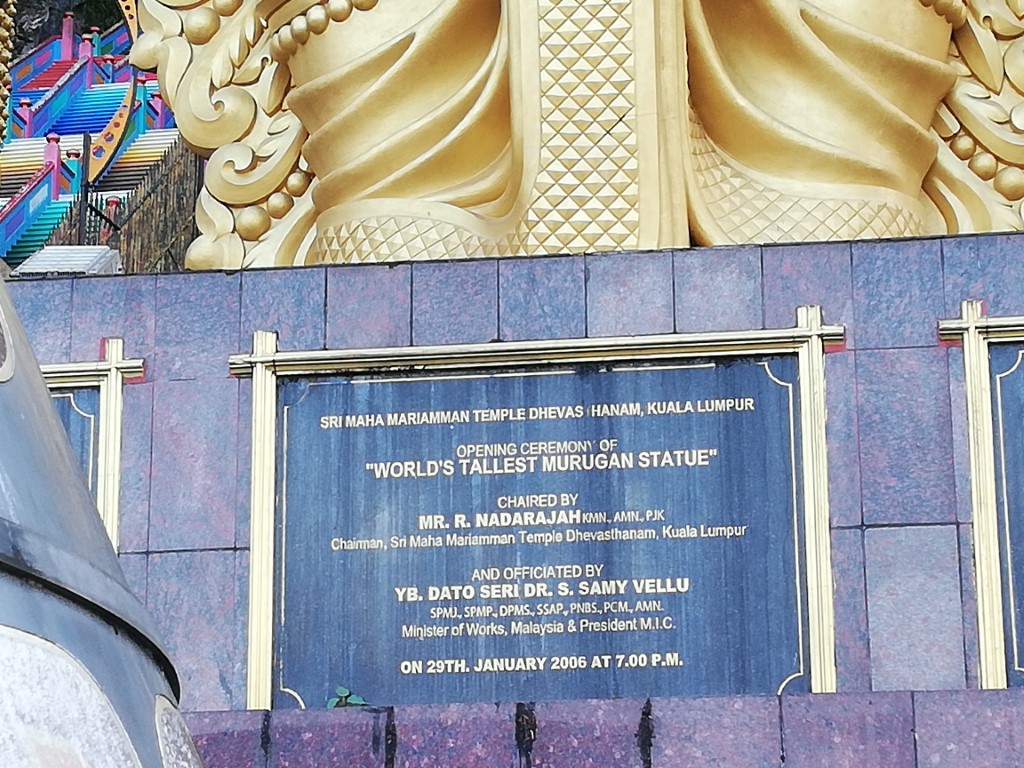 SRI MAHA MARIAMMAN TEMPLE DHEVAS HANAM, KUALA LUMPUR
OPENING CEREMONY OF
"WORLD'S TALLEST MURUGAN STATUE"
CHAIRED BY
MR. R. NADARAJAH KMN., AMN., PJK
Chairman, Sri Maha Mariamman Temple Dhevasthanam, Kuala Lumpur
AND OFFICIATED BY
YB. DATO SERI DR. S. SAMY VELLU
SPMJ., SPMP., DPMS., SSAP., PNBS., PCM., AMN.
Minister of Works, Malaysia & President M.I.C.
ON 29TH. JANUARY 2006 AT 7.00 P.M.